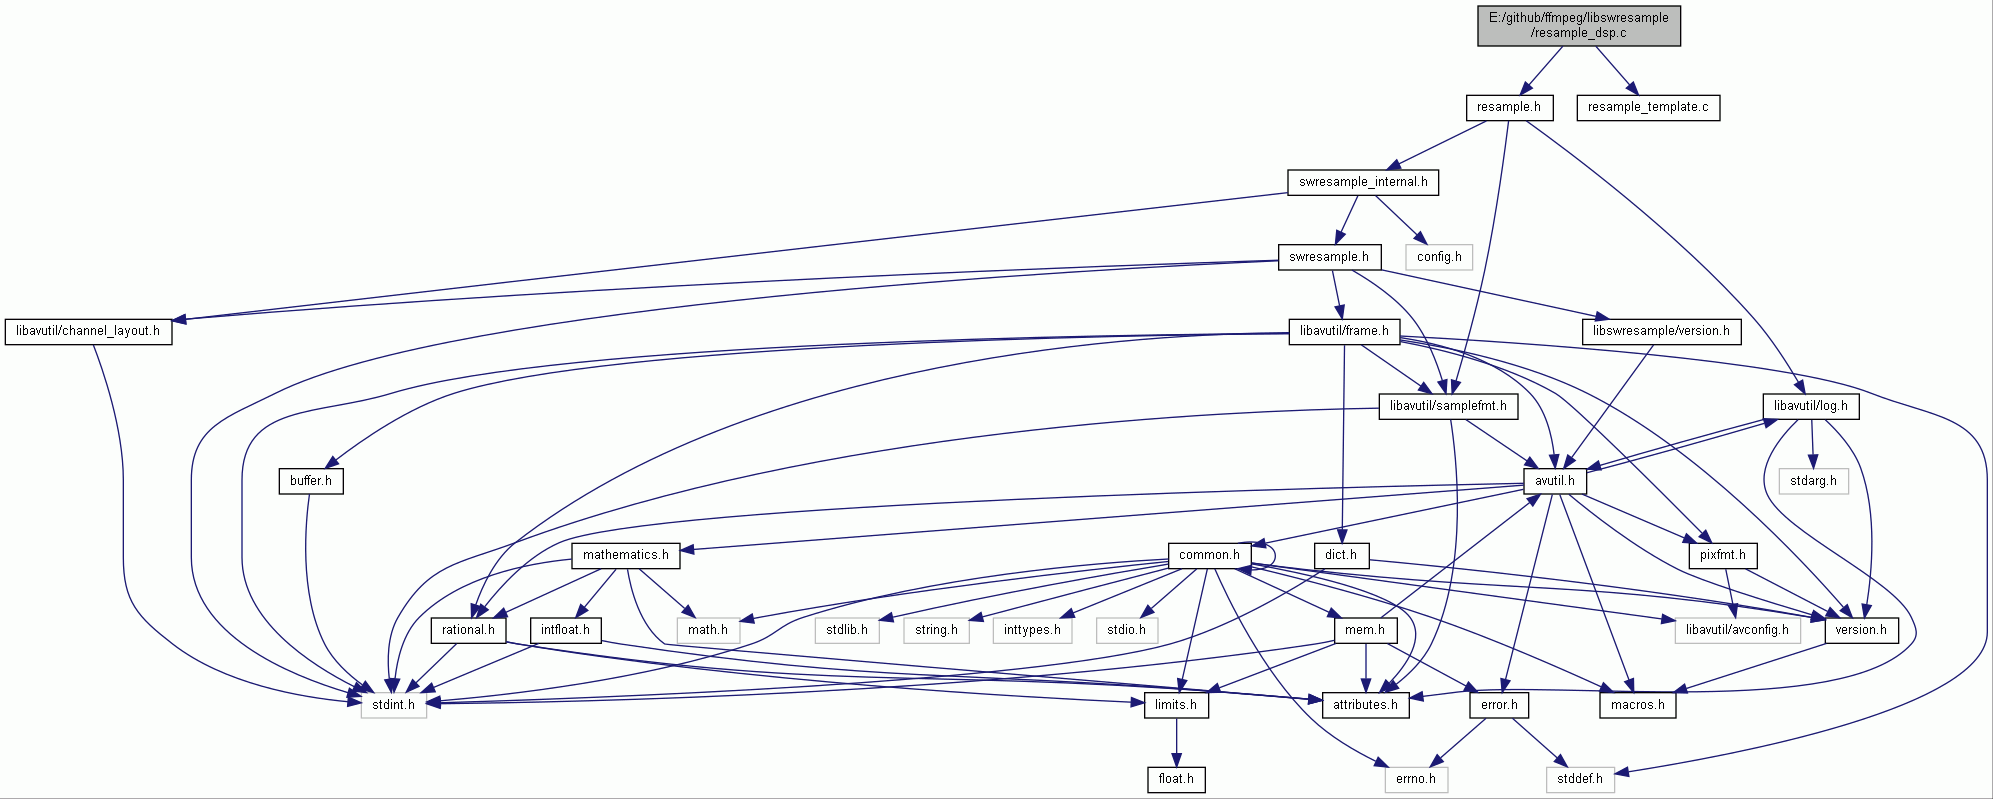 E:/github/ffmpeg/libswresample
/resample_dsp.c
resample.h
resample_template.c
swresample_internal.h
swresample.h
config.h
libavutil/channel_layout.h
libavutil/frame.h
libswresample/version.h
libavutil/samplefmt.h
libavutil/log.h
buffer.h
avutil.h
stdarg.h
mathematics.h
common.h
dict.h
pixfmt.h
rational.h
intfloat.h
math.h
stdlib.h
string.h
inttypes.h
stdio.h
mem.h
libavutil/avconfig.h
version.h
stdint.h
limits.h
attributes.h
error.h
macros.h
float.h
errno.h
stddef.h